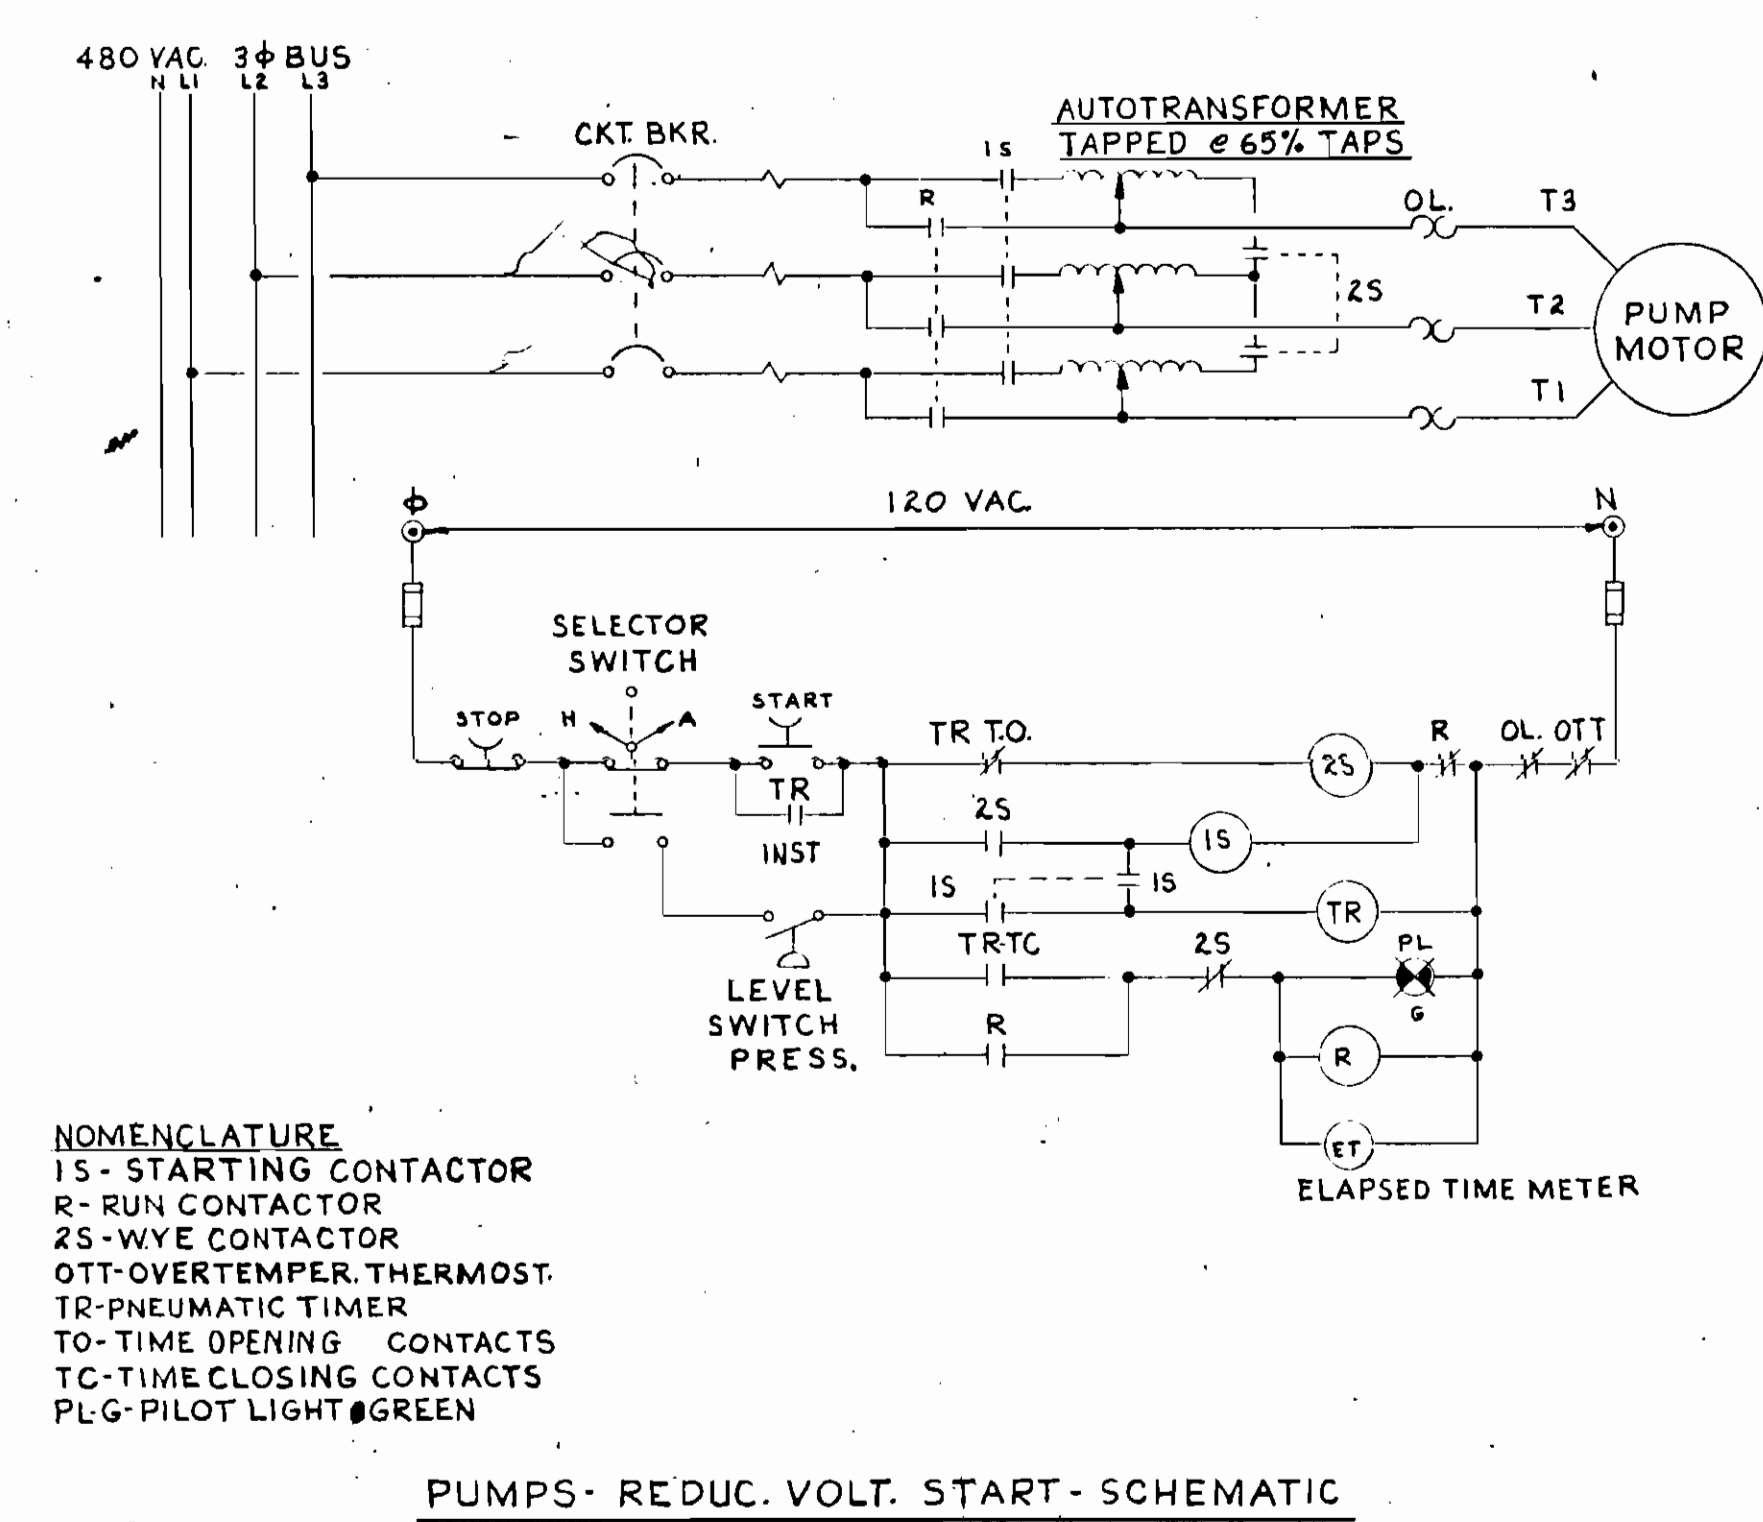 480 VAC. 3ϕ BUS
N L1 L2 L3
CKT. BKR.
AUTOTRANSFORMER
TAPPED @ 65% TAPS
1S
R
OL.
T3
2S
T2
PUMP
MOTOR
T1
ϕ
120 VAC.
N
SELECTOR
SWITCH
STOP
H
A
START
TR
INST
TR T.O.
2S
R
OL. OTT
2S
1S
1S
1S
TR
TR-TC
2S
PL
G
LEVEL
SWITCH
PRESS.
R
R
ET
ELAPSED TIME METER
NOMENCLATURE
1S - STARTING CONTACTOR
R - RUN CONTACTOR
2S - WYE CONTACTOR
OTT-OVERTEMPER. THERMOST.
TR-PNEUMATIC TIMER
TO-TIME OPENING CONTACTS
TC-TIME CLOSING CONTACTS
PL-G-PILOT LIGHT GREEN
PUMPS - REDUC. VOLT. START - SCHEMATIC